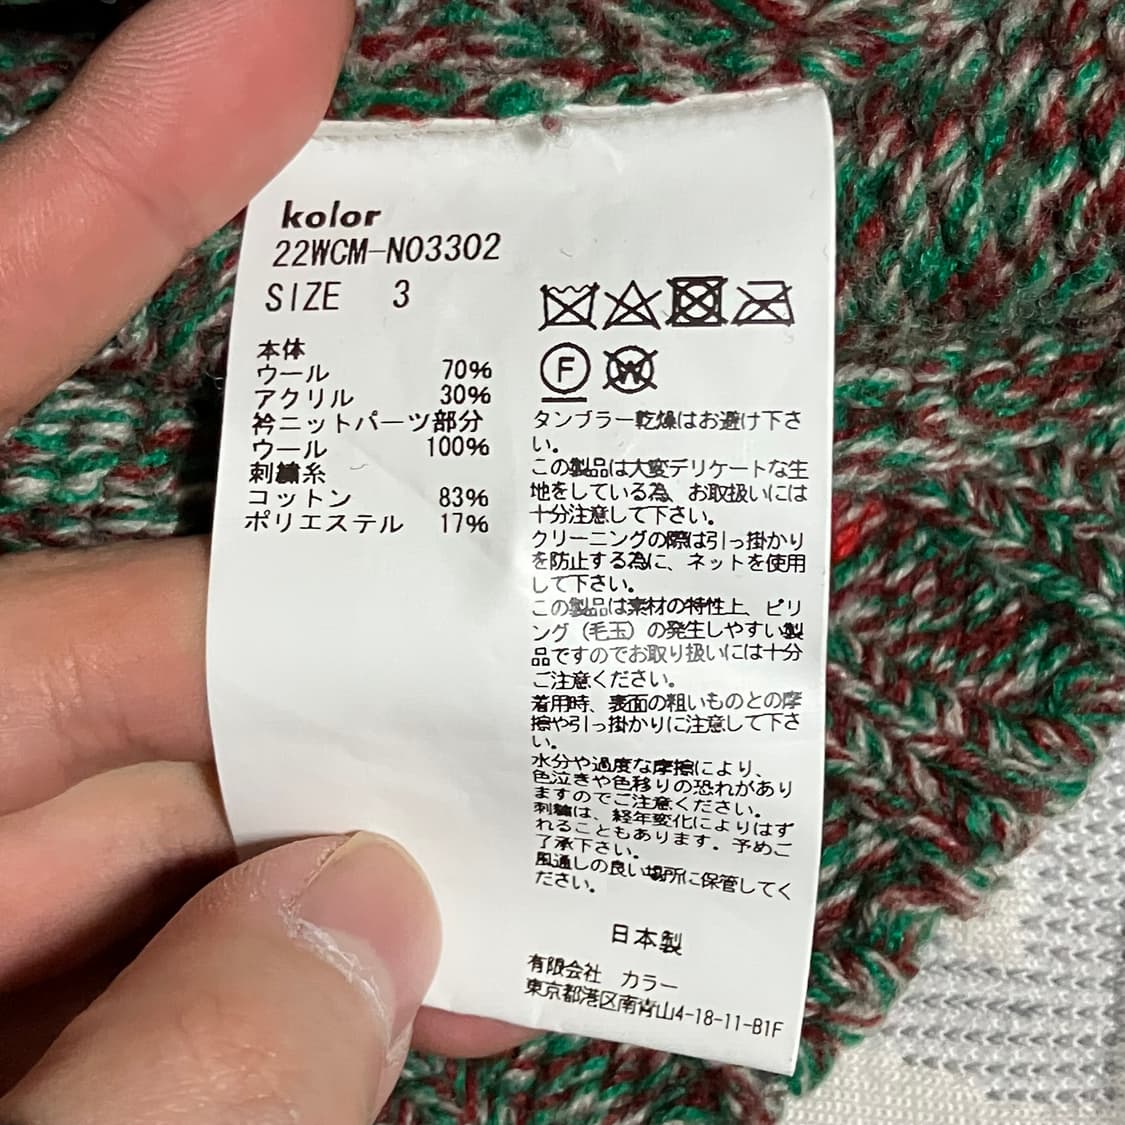 kolor
22WCM-N03302
SIZE 3
本体
ウール 70%
アクリル 30%
衿ニットパーツ部分
ウール 100%
刺繍糸
コットン 83%
ポリエステル 17%
F
W
タンブラー乾燥はお避け下さ
い。
この製品は大変デリケートな生
地をしている為、お取扱いには
十分注意して下さい。
クリーニングの際は引っ掛かり
を防止する為に、ネットを使用
して下さい。
この製品は素材の特性上、ピリ
ング（毛玉）の発生しやすい製
品ですのでお取り扱いには十分
ご注意ください。
着用時、表面の粗いものとの摩
擦や引っ掛かりに注意して下さ
い。
水分や過度な摩擦により、
色泣きや色移りの恐れがあり
ますのでご注意ください。
刺繍は、経年変化によりはず
れることもあります。予めご
了承下さい。
風通しの良い場所に保管してく
ださい。
日本製
有限会社 カラー
東京都港区南青山4-18-11-B1F